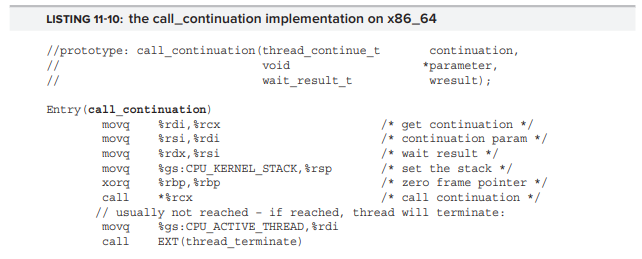 LISTING 11-10: the call_continuation implementation on x86_64
//prototype: call_continuation(thread_continue_t continuation,
// void *parameter,
// wait_result_t wresult);
Entry(call_continuation)
movq %rdi,%rcx /* get continuation */
movq %rsi,%rdi /* continuation param */
movq %rdx,%rsi /* wait result */
movq %gs:CPU_KERNEL_STACK,%rsp /* set the stack */
xorq %rbp,%rbp /* zero frame pointer */
call *%rcx /* call continuation */
// usually not reached - if reached, thread will terminate:
movq %gs:CPU_ACTIVE_THREAD,%rdi
call EXT(thread_terminate)